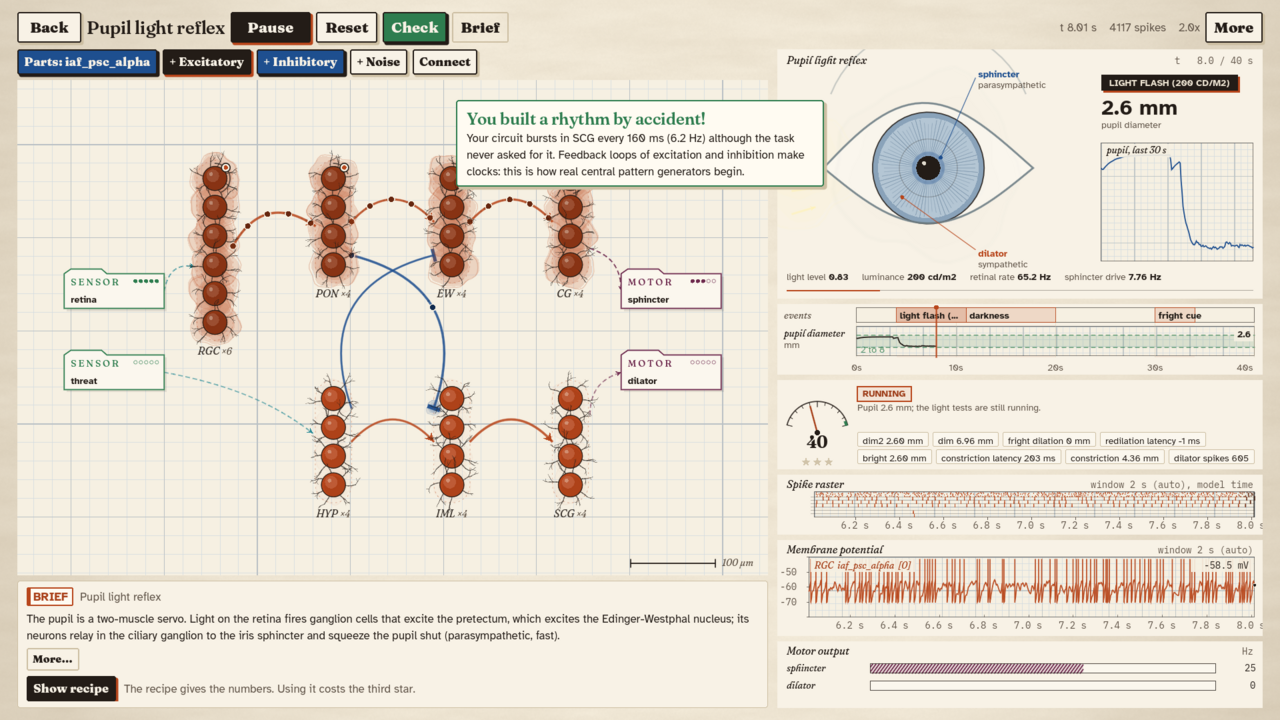 Back Pupil light reflex Pause Reset Check Brief
t 8.01 s 4117 spikes 2.0x More
Parts: iaf_psc_alpha + Excitatory + Inhibitory + Noise Connect
You built a rhythm by accident!
Your circuit bursts in SCG every 160 ms (6.2 Hz) although the task
never asked for it. Feedback loops of excitation and inhibition make
clocks: this is how real central pattern generators begin.
SENSOR
retina
SENSOR
threat
RGC ×6
PON ×4
EW ×4
CG ×4
HYP ×4
IML ×4
SCG ×4
MOTOR
sphincter
MOTOR
dilator
100 µm
BRIEF Pupil light reflex
The pupil is a two-muscle servo. Light on the retina fires ganglion cells that excite the pretectum, which excites the Edinger-Westphal nucleus; its
neurons relay in the ciliary ganglion to the iris sphincter and squeeze the pupil shut (parasympathetic, fast).
More...
Show recipe The recipe gives the numbers. Using it costs the third star.
Pupil light reflex
t 8.0 / 40 s
sphincter
parasympathetic
dilator
sympathetic
LIGHT FLASH (200 CD/M2)
2.6 mm
pupil diameter
pupil, last 30 s
light level 0.83 luminance 200 cd/m2 retinal rate 65.2 Hz sphincter drive 7.76 Hz
events light flash (... darkness fright cue
pupil diameter 2.6
mm
2 to 8
0s 10s 20s 30s 40s
RUNNING
Pupil 2.6 mm; the light tests are still running.
40
dim2 2.60 mm dim 6.96 mm fright dilation 0 mm redilation latency -1 ms
bright 2.60 mm constriction latency 203 ms constriction 4.36 mm dilator spikes 605
Spike raster window 2 s (auto), model time
6.2 s 6.4 s 6.6 s 6.8 s 7.0 s 7.2 s 7.4 s 7.6 s 7.8 s 8.0 s
Membrane potential window 2 s (auto)
RGC iaf_psc_alpha [0] -58.5 mV
-50
-60
-70
6.2 s 6.4 s 6.6 s 6.8 s 7.0 s 7.2 s 7.4 s 7.6 s 7.8 s 8.0 s
Motor output Hz
sphincter 25
dilator 0